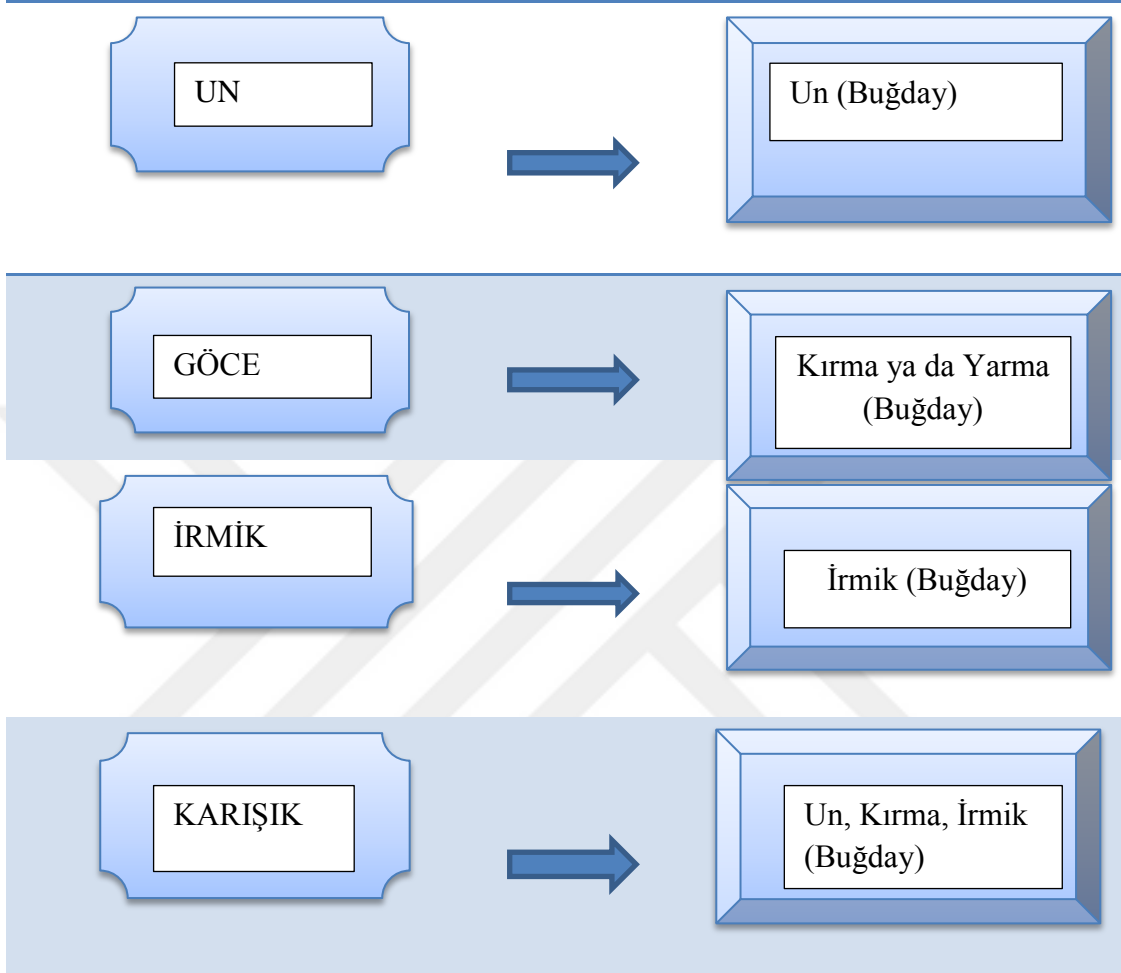 UN
Un (Buğday)
GÖCE
Kırma ya da Yarma
(Buğday)
İRMİK
İrmik (Buğday)
KARIŞIK
Un, Kırma, İrmik
(Buğday)